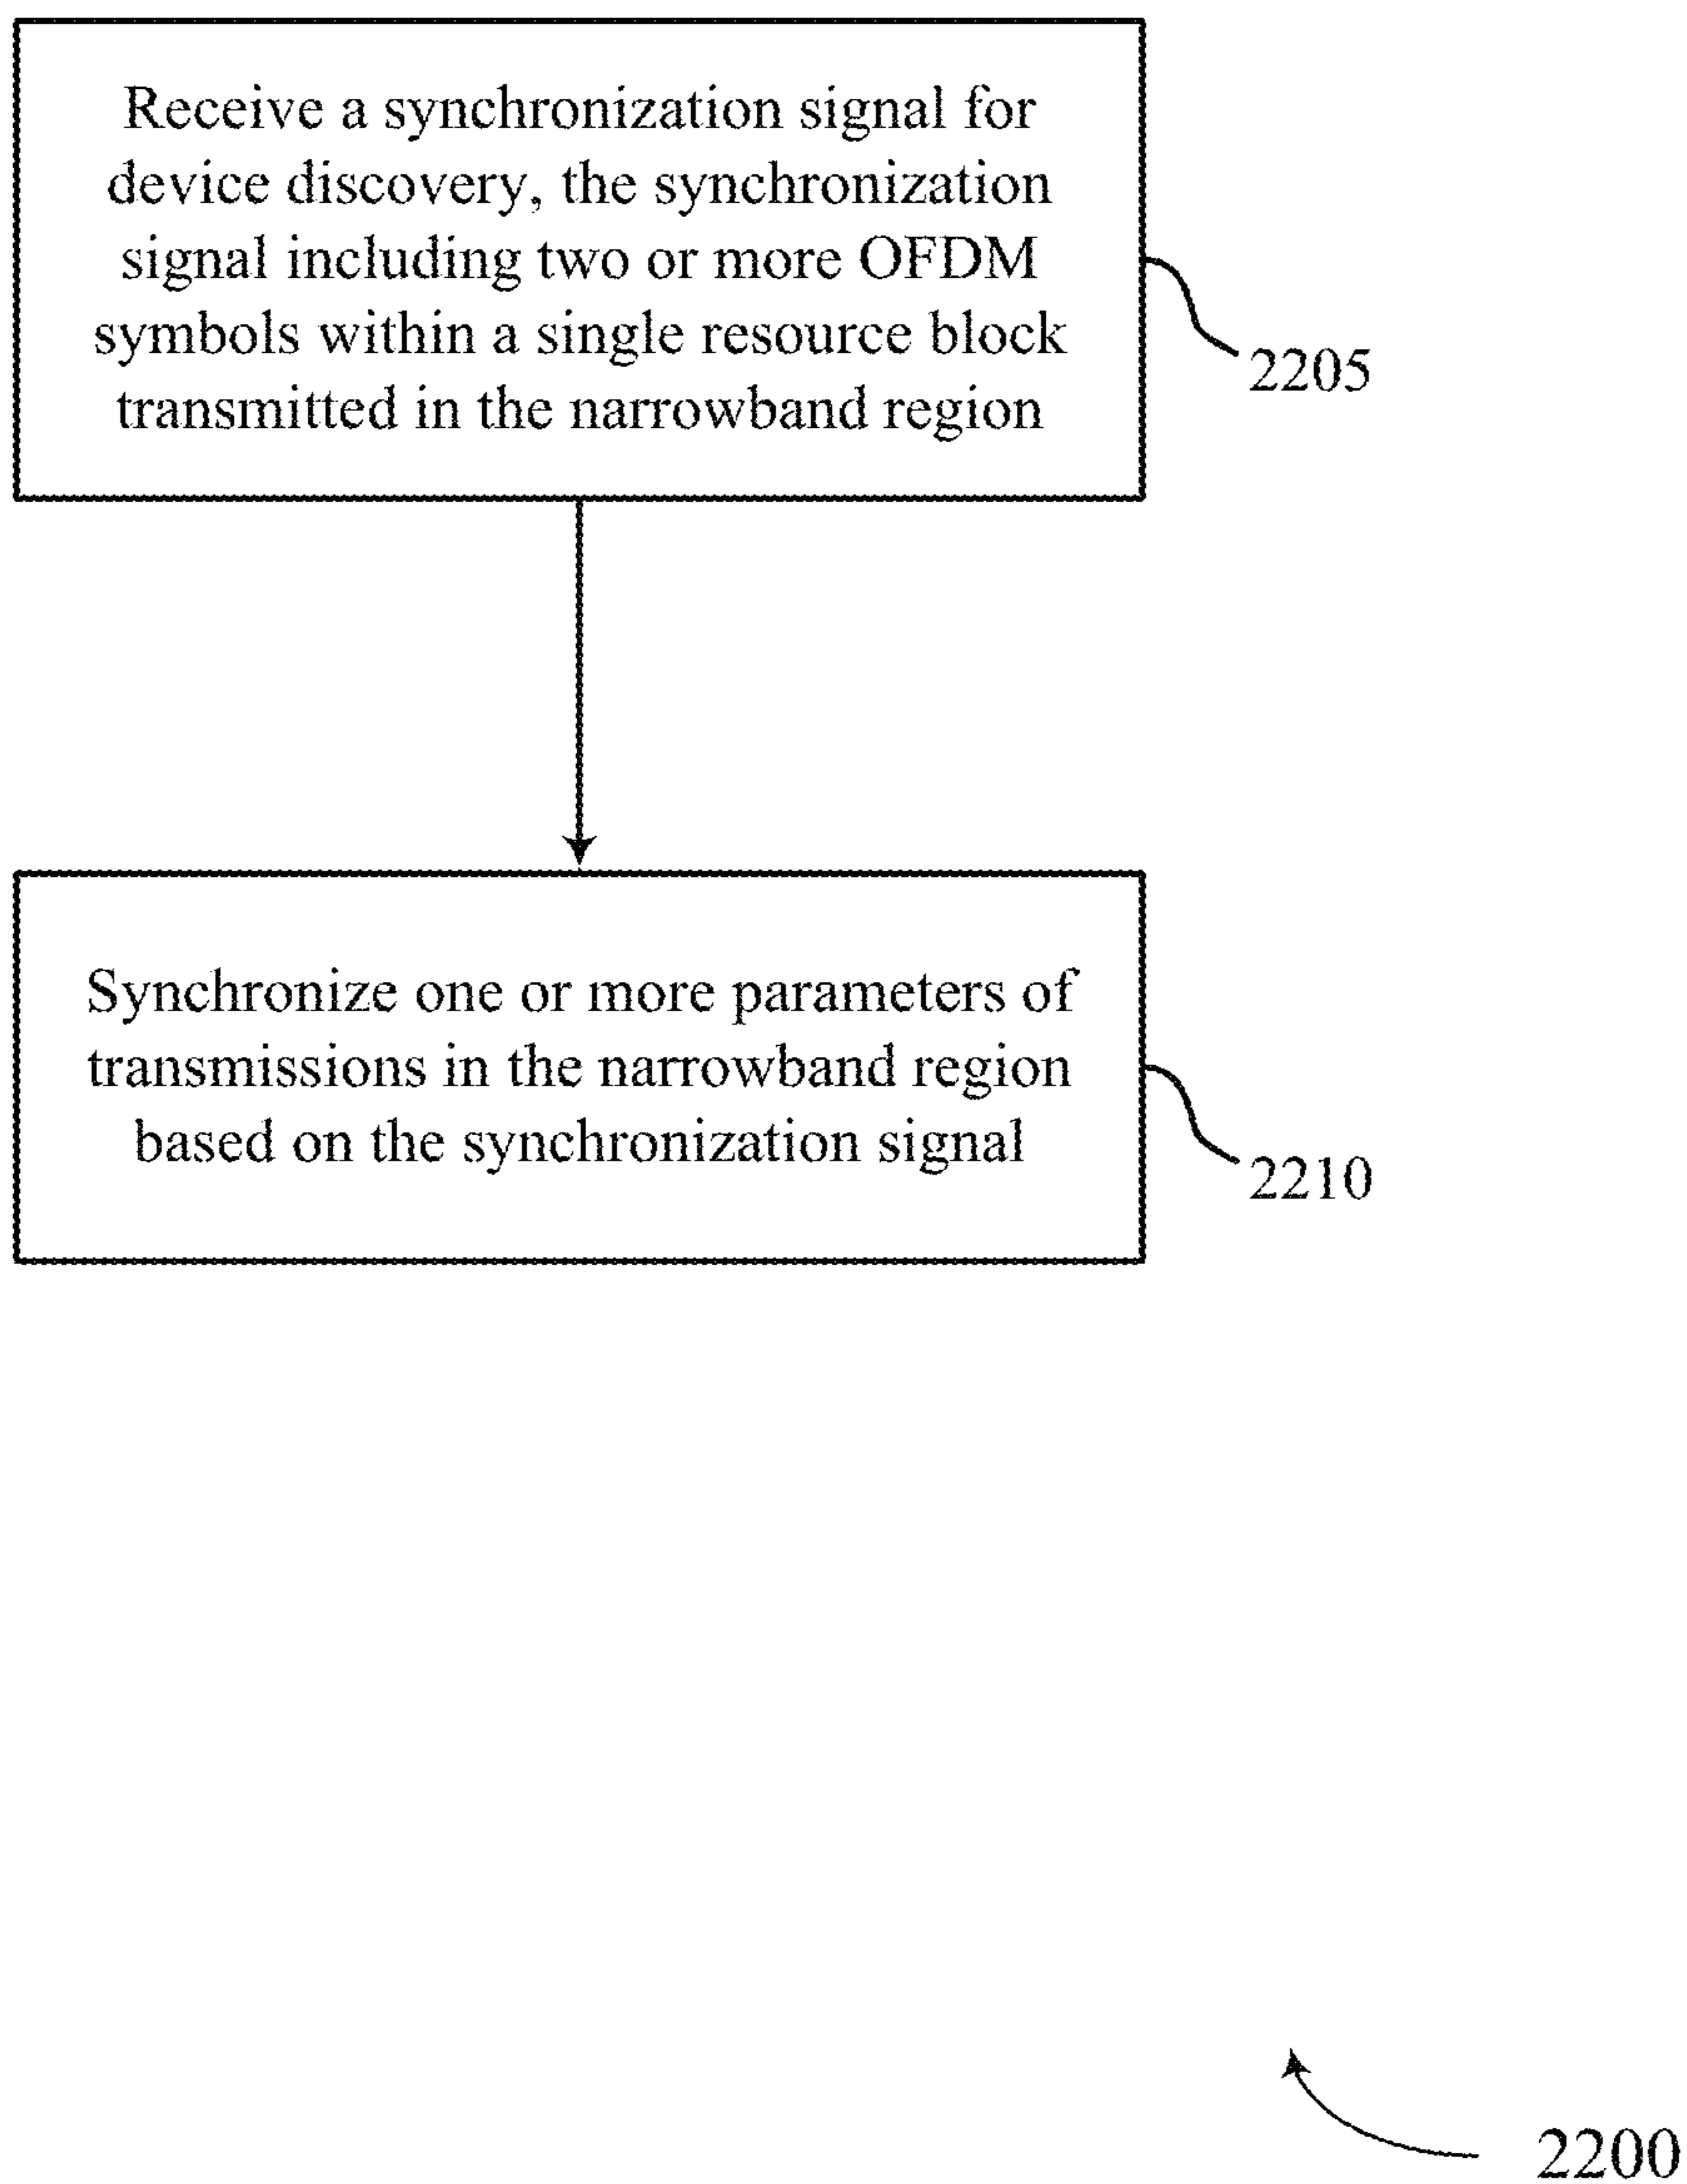 Receive a synchronization signal for
device discovery, the synchronization
signal including two or more OFDM
symbols within a single resource block
transmitted in the narrowband region
2205
Synchronize one or more parameters of
transmissions in the narrowband region
based on the synchronization signal
2210
2200